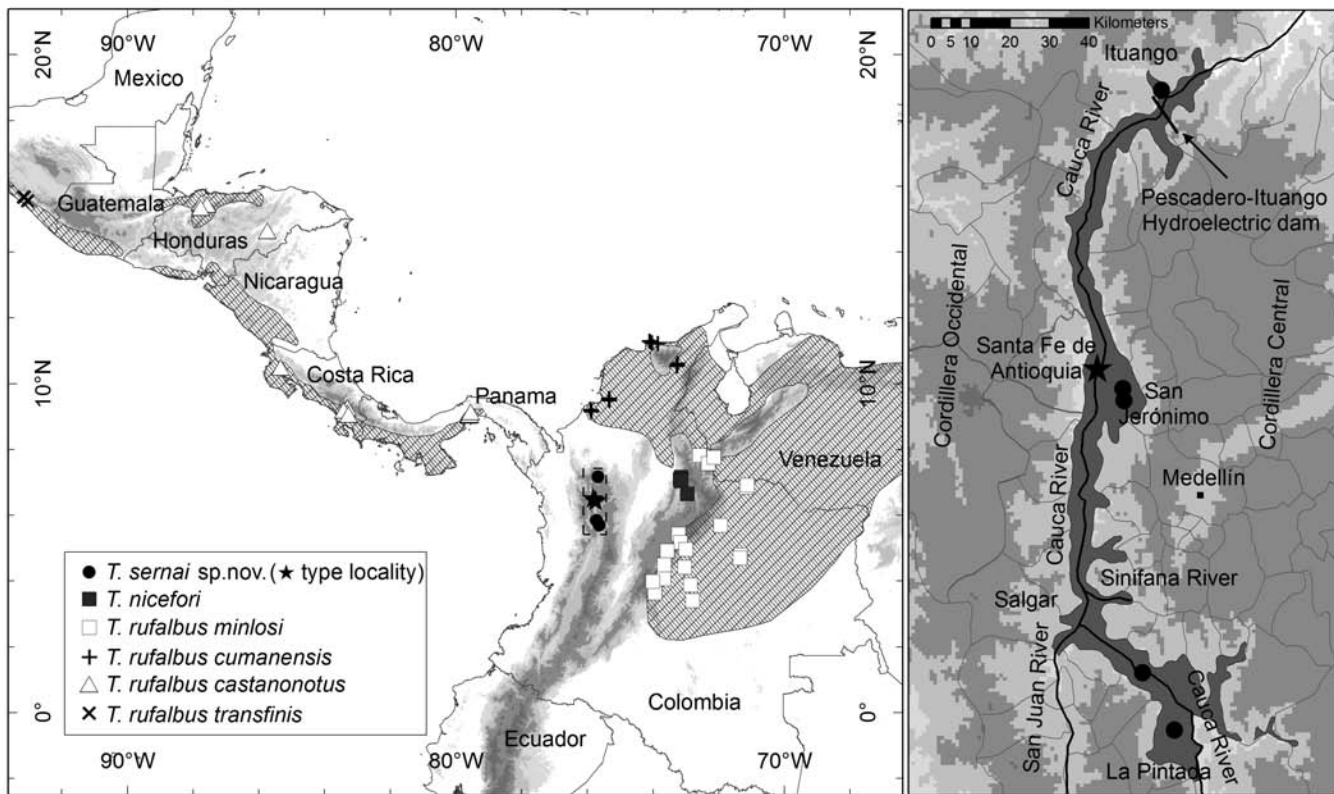 90°W
80°W
70°W
20°N
20°N
Mexico
Guatemala
Honduras
Nicaragua
10°N
10°N
Costa Rica
Panama
Venezuela
T. sernai sp.nov. (★ type locality)
T. nicefori
T. rufalbus minlosi
T. rufalbus cumanensis
T. rufalbus castanonotus
T. rufalbus transfinis
Colombia
0°
0°
Ecuador
90°W
80°W
70°W
Kilometers
0 5 10 20 30 40
Ituango
Cauca River
Pescadero-Ituango
Hydroelectric dam
Cordillera Occidental
Santa Fe de
Antioquia
San
Jerónimo
Cordillera Central
Medellín
Cauca River
Sinifana River
Salgar
San Juan River
Cauca River
La Pintada